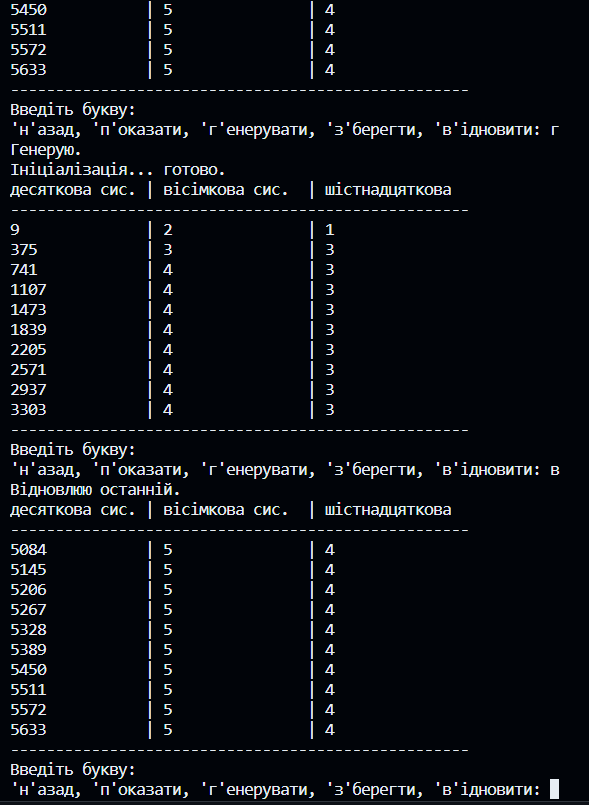 5450 | 5 | 4
5511 | 5 | 4
5572 | 5 | 4
5633 | 5 | 4
---------------------------------------------------
Введіть букву:
'н'азад, 'п'оказати, 'г'енерувати, 'з'берегти, 'в'ідновити: г
Генерую.
Ініціалізація... готово.
десяткова сис. | вісімкова сис. | шістнадцяткова
---------------------------------------------------
9 | 2 | 1
375 | 3 | 3
741 | 4 | 3
1107 | 4 | 3
1473 | 4 | 3
1839 | 4 | 3
2205 | 4 | 3
2571 | 4 | 3
2937 | 4 | 3
3303 | 4 | 3
---------------------------------------------------
Введіть букву:
'н'азад, 'п'оказати, 'г'енерувати, 'з'берегти, 'в'ідновити: в
Відновлюю останній.
десяткова сис. | вісімкова сис. | шістнадцяткова
---------------------------------------------------
5084 | 5 | 4
5145 | 5 | 4
5206 | 5 | 4
5267 | 5 | 4
5328 | 5 | 4
5389 | 5 | 4
5450 | 5 | 4
5511 | 5 | 4
5572 | 5 | 4
5633 | 5 | 4
---------------------------------------------------
Введіть букву:
'н'азад, 'п'оказати, 'г'енерувати, 'з'берегти, 'в'ідновити: